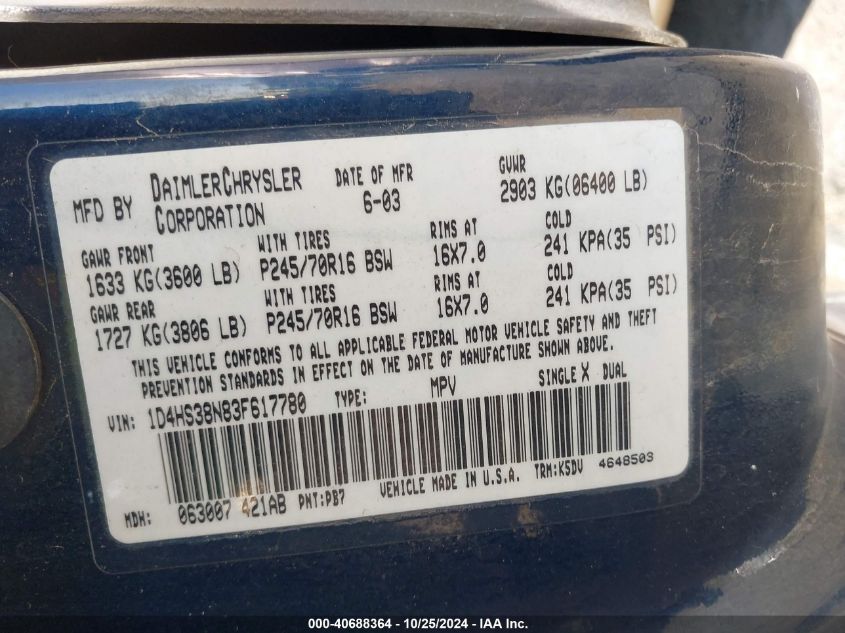 MFD BY DAIMLERCHRYSLER CORPORATION
DATE OF MFR 6-03
GVWR 2903 KG(06400 LB)
GAWR FRONT WITH TIRES RIMS AT COLD
1633 KG(3600 LB) P245/70R16 BSW 16X7.0 241 KPA(35 PSI)
GAWR REAR WITH TIRES RIMS AT COLD
1727 KG(3806 LB) P245/70R16 BSW 16X7.0 241 KPA(35 PSI)
THIS VEHICLE CONFORMS TO ALL APPLICABLE FEDERAL MOTOR VEHICLE SAFETY AND THEFT
PREVENTION STANDARDS IN EFFECT ON THE DATE OF MANUFACTURE SHOWN ABOVE.
VIN: 1D4HS38N83F617780 TYPE: MPV SINGLE X DUAL
MDH: 063007 421AB PNT:PB7 VEHICLE MADE IN U.S.A. TRM:K5DV 4648503
000-40688364 • 10/25/2024 - IAA Inc.